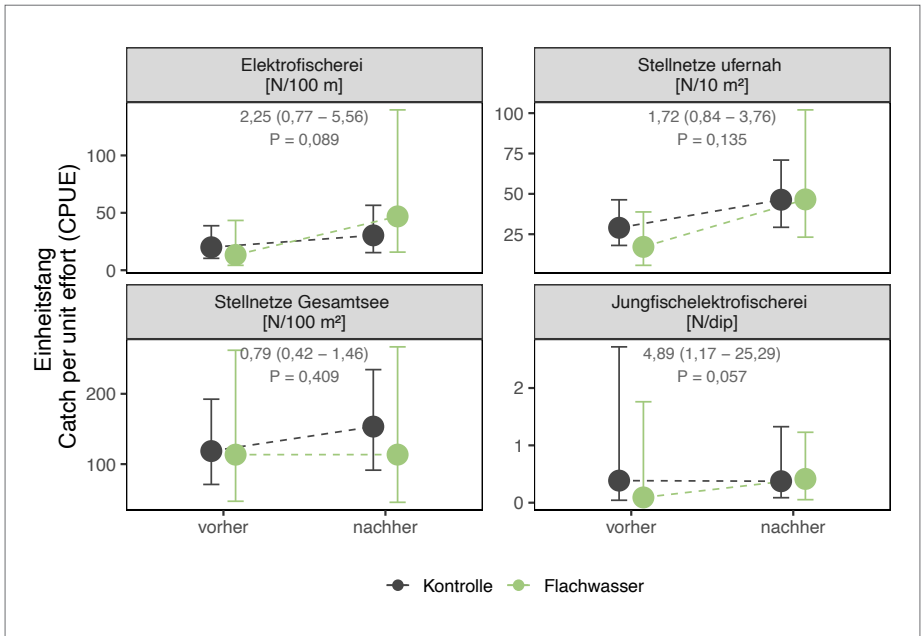 Einheitsfang
Catch per unit effort (CPUE)
Elektrofischerei
[N/100 m]
2,25 (0,77 – 5,56)
P = 0,089
100
50
0
Stellnetze ufernah
[N/10 m²]
1,72 (0,84 – 3,76)
P = 0,135
100
75
50
25
Stellnetze Gesamtsee
[N/100 m²]
0,79 (0,42 – 1,46)
P = 0,409
200
100
vorher nachher
Jungfischelektrofischerei
[N/dip]
4,89 (1,17 – 25,29)
P = 0,057
2
1
0
vorher nachher
Kontrolle Flachwasser